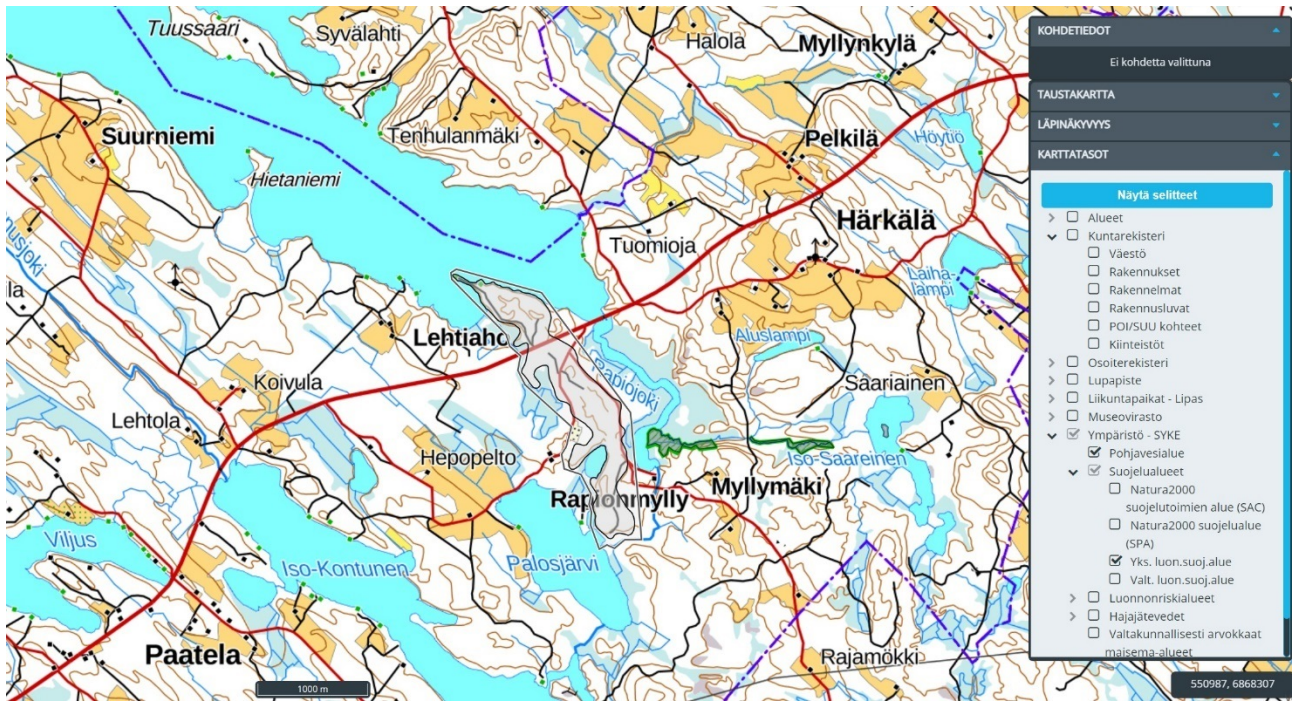 Tuussaari
Syvälahti
Halola
Myllynkylä
Suurniemi
Tenhulanmäki
Pelkilä
Höytiö
Hietaniemi
Härkälä
Tuomioja
Laiha-
lampi
Lehtiaho
Aluslampi
Rapiojoki
Koivula
Saariainen
Lehtola
Hepopelto
Iso-Saareinen
Rapionmylly
Myllymäki
Viljus
Iso-Kontunen
Palosjärvi
Paatela
Rajamökki
1000 m
KOHDETIEDOT
Ei kohdetta valittuna
TAUSTAKARTTA
LÄPINÄKYVYYS
KARTTATASOT
Näytä selitteet
Alueet
Kuntarekisteri
Väestö
Rakennukset
Rakennelmat
Rakennusluvat
POI/SUU kohteet
Kiinteistöt
Osoiterekisteri
Lupapiste
Liikuntapaikat - Lipas
Museovirasto
Ympäristö - SYKE
Pohjavesialue
Suojelualueet
Natura2000
suojelutoimien alue (SAC)
Natura2000 suojelualue
(SPA)
Yks. luon.suoj.alue
Valt. luon.suoj.alue
Luonnonriskialueet
Hajajätevedet
Valtakunnallisesti arvokkaat
maisema-alueet
550987, 6868307